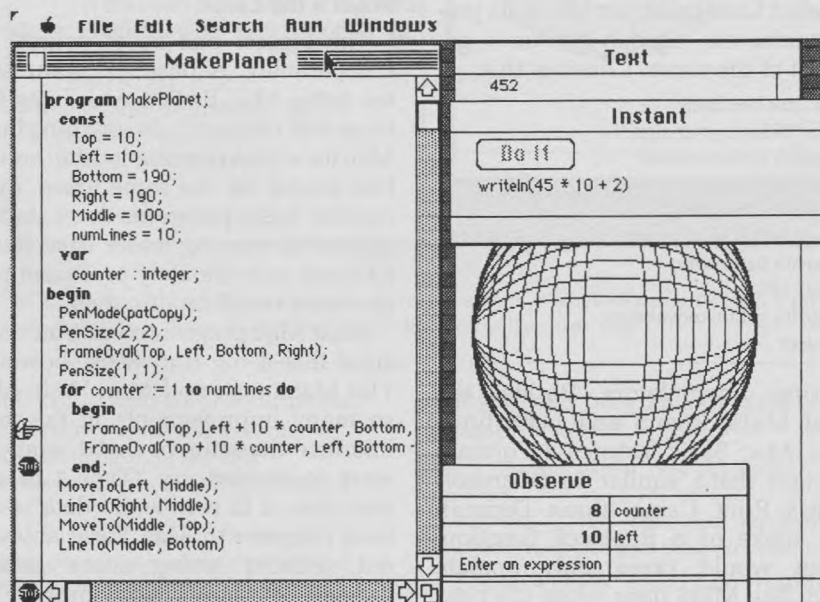 File Edit Search Run Windows
MakePlanet
program MakePlanet;
const
Top = 10;
Left = 10;
Bottom = 190;
Right = 190;
Middle = 100;
numLines = 10;
var
counter : integer;
begin
PenMode(patCopy);
PenSize(2, 2);
FrameOval(Top, Left, Bottom, Right);
PenSize(1, 1);
for counter := 1 to numLines do
begin
FrameOval(Top, Left + 10 * counter, Bottom,
FrameOval(Top + 10 * counter, Left, Bottom
end;
MoveTo(Left, Middle);
LineTo(Right, Middle);
MoveTo(Middle, Top);
LineTo(Middle, Bottom)
Text
452
Instant
Do It
writeln(45 * 10 + 2)
Observe
8 counter
10 left
Enter an expression